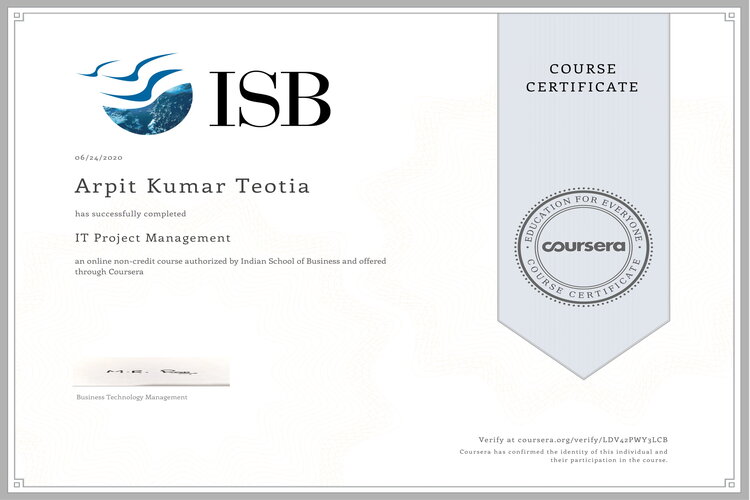 ISB
COURSE
CERTIFICATE
06/24/2020
Arpit Kumar Teotia
has successfully completed
IT Project Management
an online non-credit course authorized by Indian School of Business and offered
through Coursera
EDUCATION FOR EVERYONE
coursera
COURSE CERTIFICATE
Business Technology Management
Verify at coursera.org/verify/LDV42PWY3LCB
Coursera has confirmed the identity of this individual and
their participation in the course.